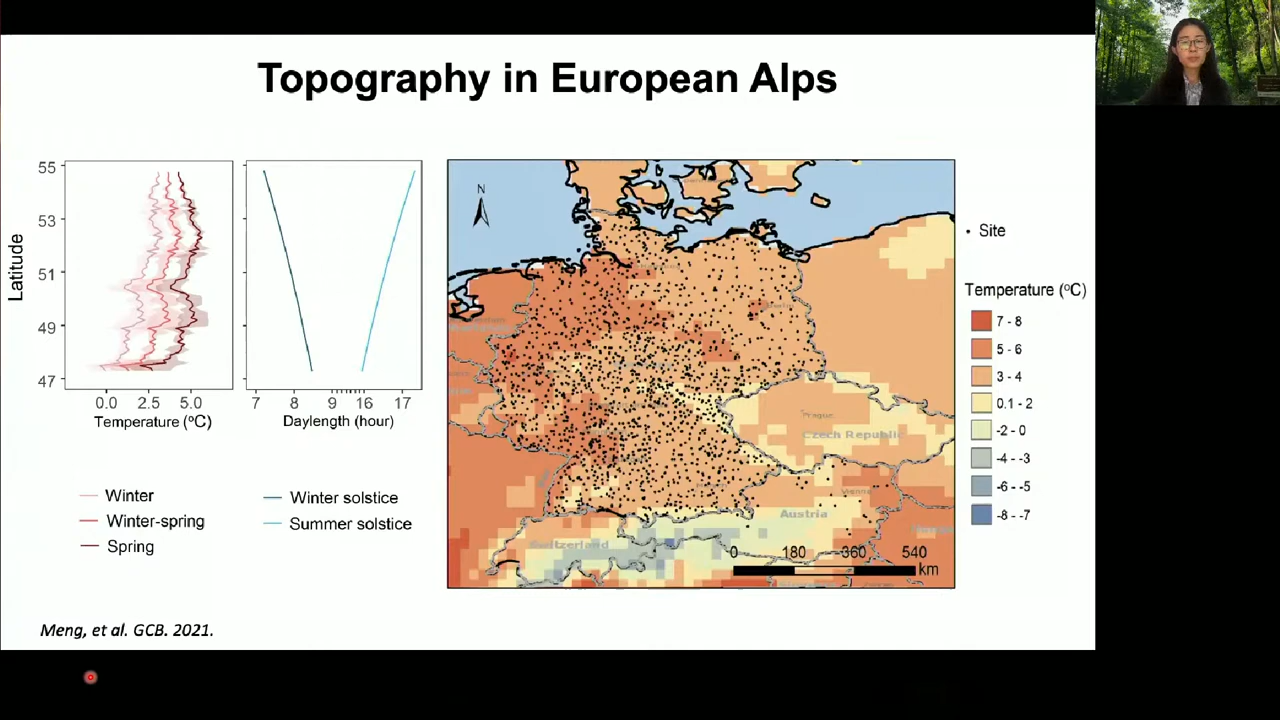 Topography in European Alps
55
53
51
49
47
Latitude
0.0 2.5 5.0
Temperature (°C)
Winter
Winter-spring
Spring
7 8 9 16 17
Daylength (hour)
Winter solstice
Summer solstice
N
Prague
Czech Republic
Vienna
Austria
Switzerland
0 180 360 540
km
• Site
Temperature (°C)
7 - 8
5 - 6
3 - 4
0.1 - 2
-2 - 0
-4 - -3
-6 - -5
-8 - -7
Meng, et al. GCB. 2021.